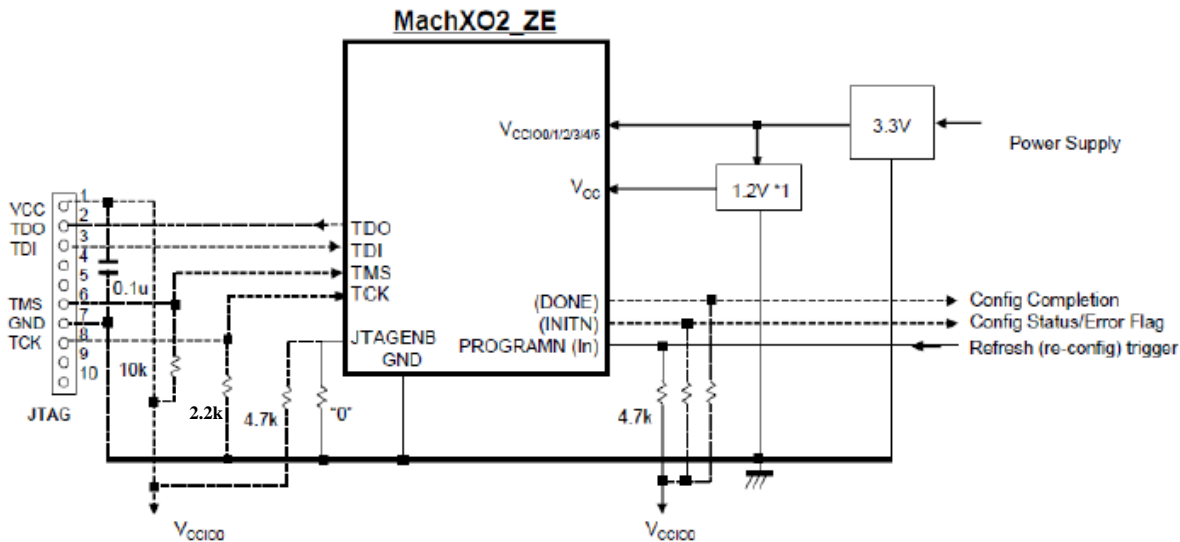 MachXO2_ZE
VCCIO0/1/2/3/4/5
3.3V
Power Supply
VCC
1.2V *1
VCC
TDO
TDI
TMS
GND
TCK
1
2
3
4
5
6
7
8
9
10
JTAG
0.1u
10k
2.2k
4.7k
"0"
TDO
TDI
TMS
TCK
JTAGENB
GND
(DONE)
(INITN)
PROGRAMN (In)
Config Completion
Config Status/Error Flag
Refresh (re-config) trigger
4.7k
VCCIO0
VCCIO0